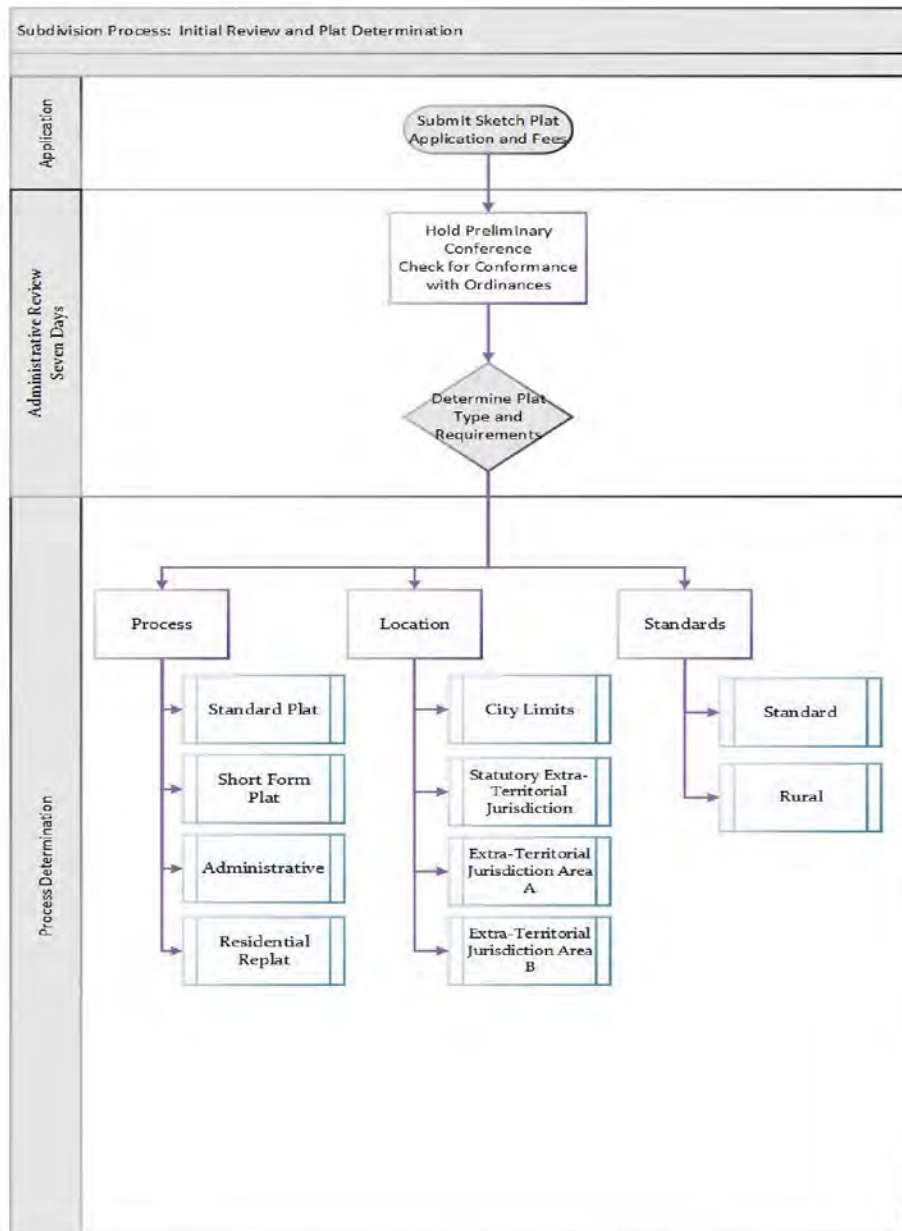 Subdivision Process: Initial Review and Plat Determination
Application
Submit Sketch Plat
Application and Fees
Administrative Review
Seven Days
Hold Preliminary
Conference
Check for Conformance
with Ordinances
Determine Plat
Type and
Requirements
Process Determination
Process
Location
Standards
Standard Plat
Short Form
Plat
Administrative
Residential
Replat
City Limits
Statutory Extra-
Territorial
Jurisdiction
Extra-Territorial
Jurisdiction Area
A
Extra-Territorial
Jurisdiction Area
B
Standard
Rural